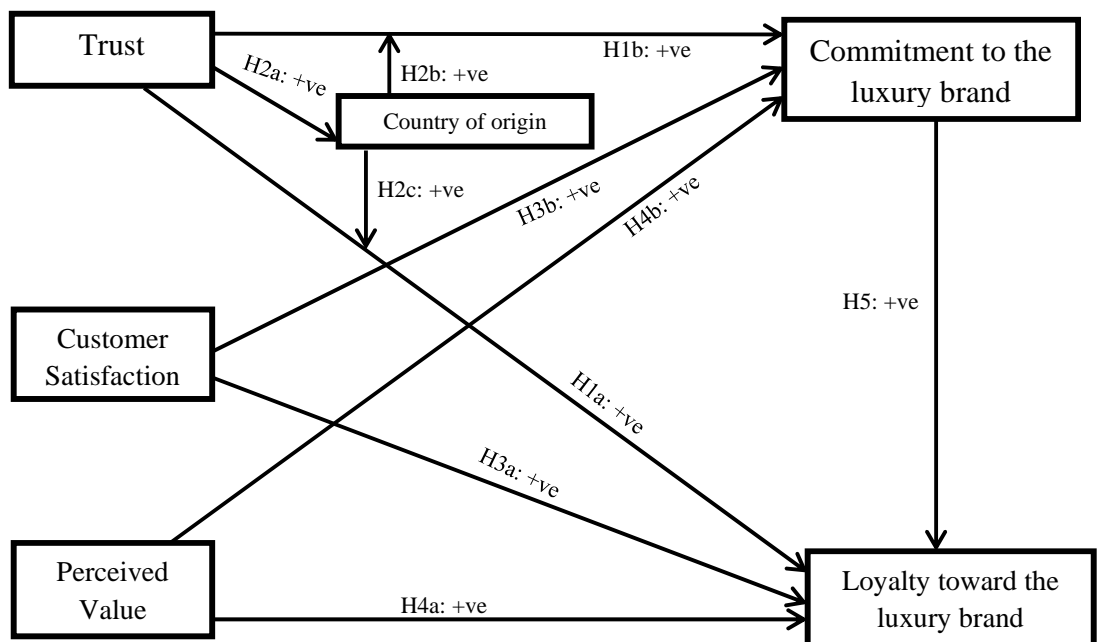 Trust
H1b: +ve
Commitment to the
luxury brand
H2a: +ve
H2b: +ve
Country of origin
H2c: +ve
H3b: +ve
H4b: +ve
H5: +ve
Customer
Satisfaction
H1a: +ve
H3a: +ve
Perceived
Value
H4a: +ve
Loyalty toward the
luxury brand